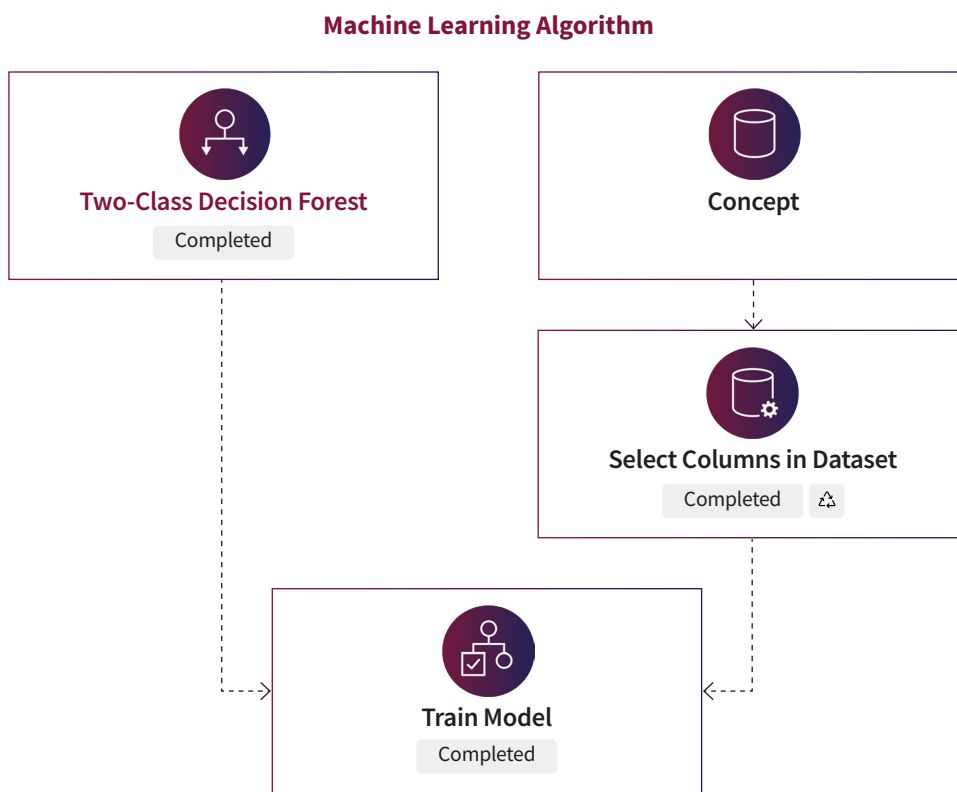 Machine Learning Algorithm
Two-Class Decision Forest
Completed
Concept
Select Columns in Dataset
Completed
Train Model
Completed